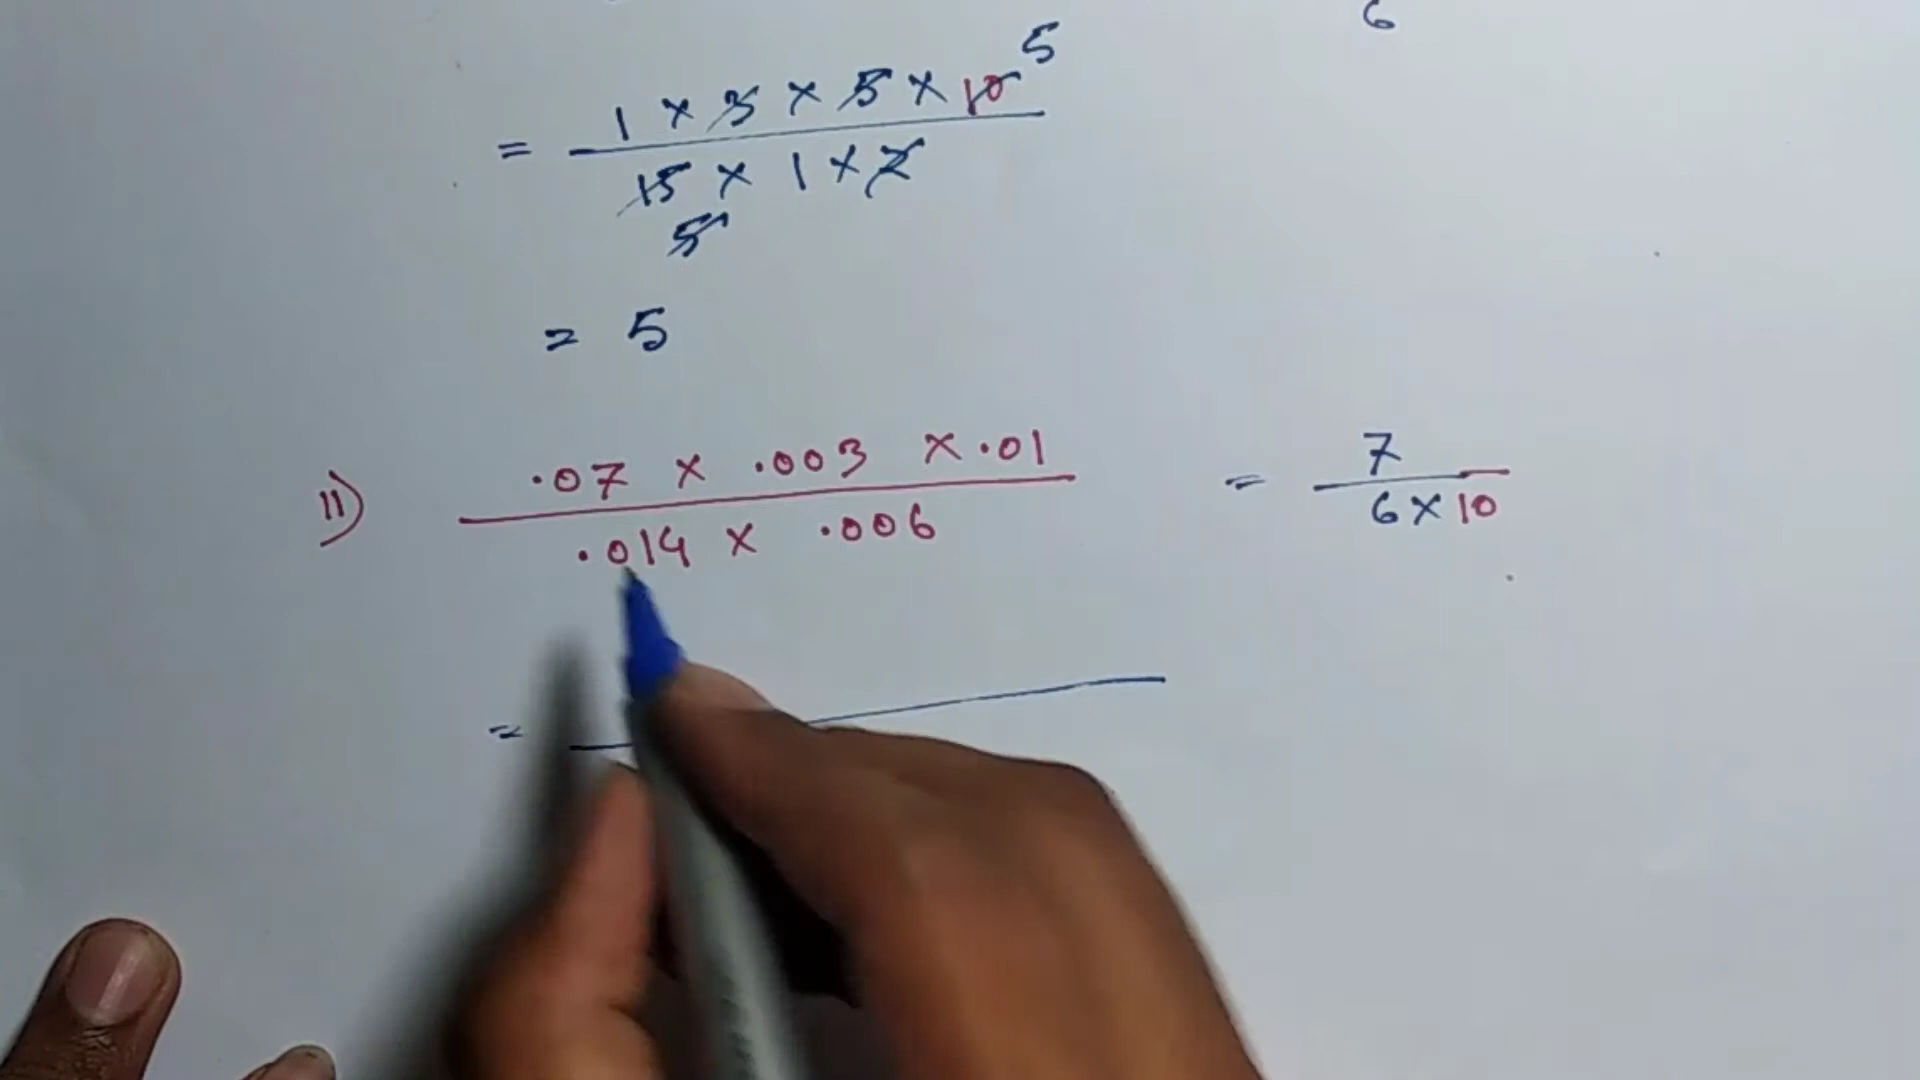 6
5
1 × 3 × 5 × 10
=
15 × 1 × 2
5
= 5
11) .07 × .003 × .01
.014 × .006
= 7
6 × 10
=